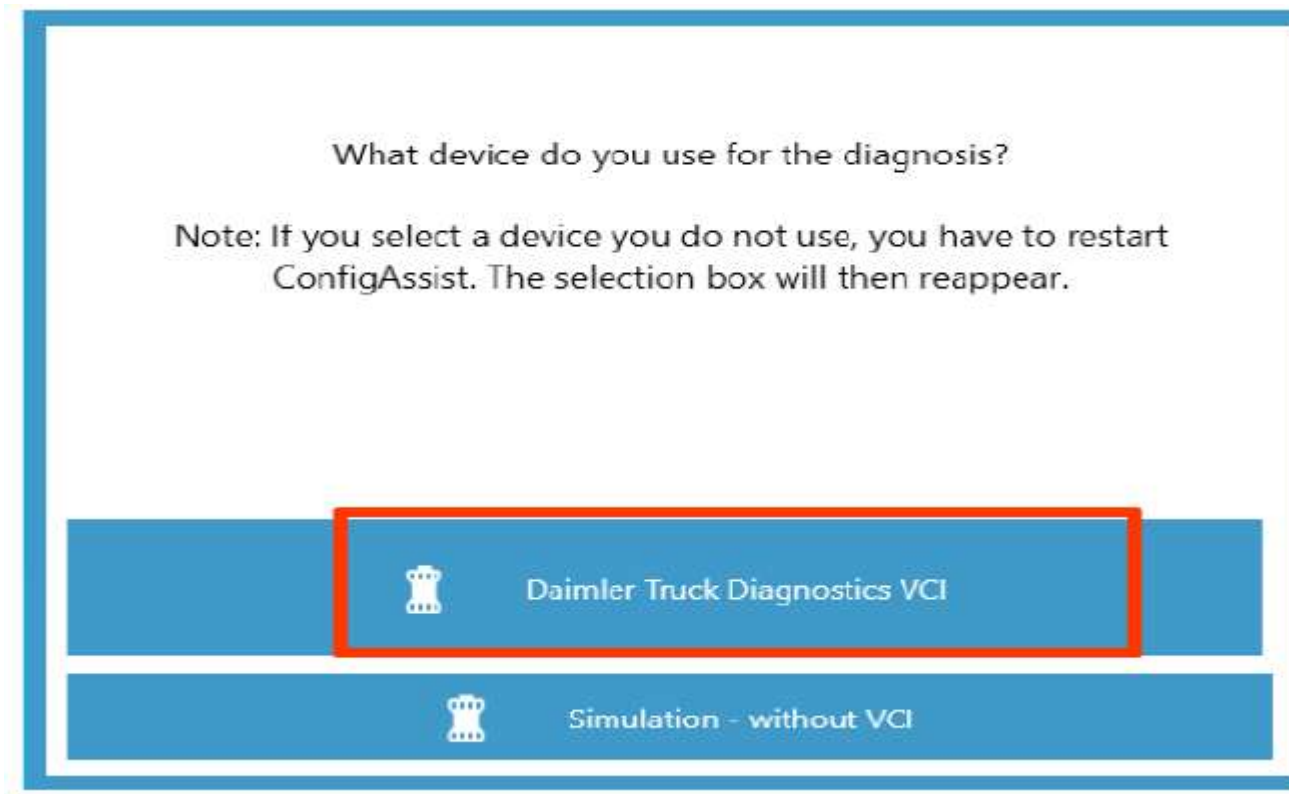 What device do you use for the diagnosis?
Note: If you select a device you do not use, you have to restart
ConfigAssist. The selection box will then reappear.
Daimler Truck Diagnostics VCI
Simulation - without VCI